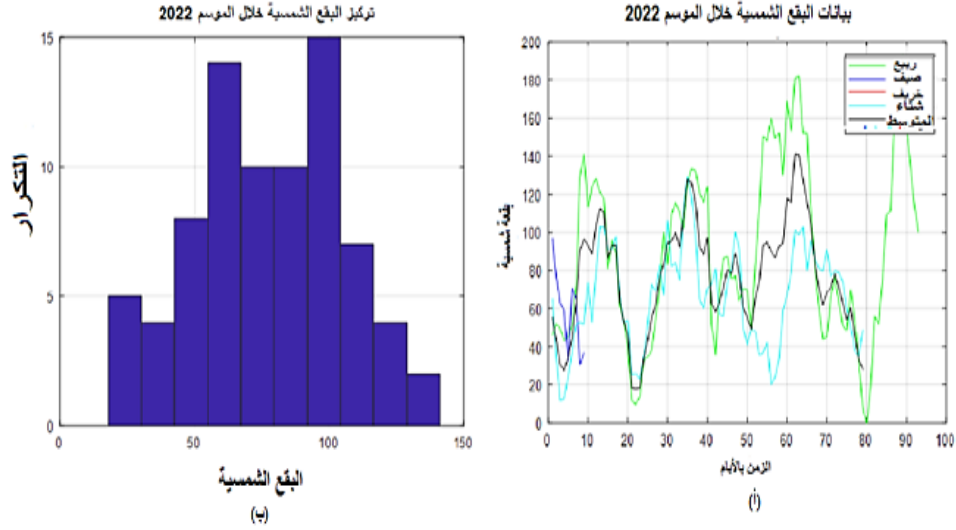 بيانات البقع الشمسية خلال الموسم 2022
200
180
160
140
120
100
80
60
40
20
0
بقعة شمسية
ربيع
صيف
خريف
شتاء
المتوسط
0 10 20 30 40 50 60 70 80 90 100
الزمن بالأيام
(أ)
تركيز البقع الشمسية خلال الموسم 2022
15
10
5
0
التكرار
0 50 100 150
البقع الشمسية
(ب)